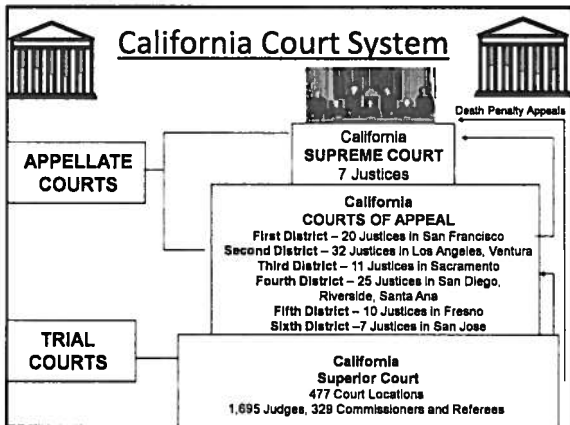 California Court System
Death Penalty Appeals
California
SUPREME COURT
7 Justices
APPELLATE
COURTS
California
COURTS OF APPEAL
First District – 20 Justices in San Francisco
Second District – 32 Justices in Los Angeles, Ventura
Third District – 11 Justices in Sacramento
Fourth District – 25 Justices in San Diego,
Riverside, Santa Ana
Fifth District – 10 Justices in Fresno
Sixth District –7 Justices in San Jose
TRIAL
COURTS
California
Superior Court
477 Court Locations
1,695 Judges, 329 Commissioners and Referees